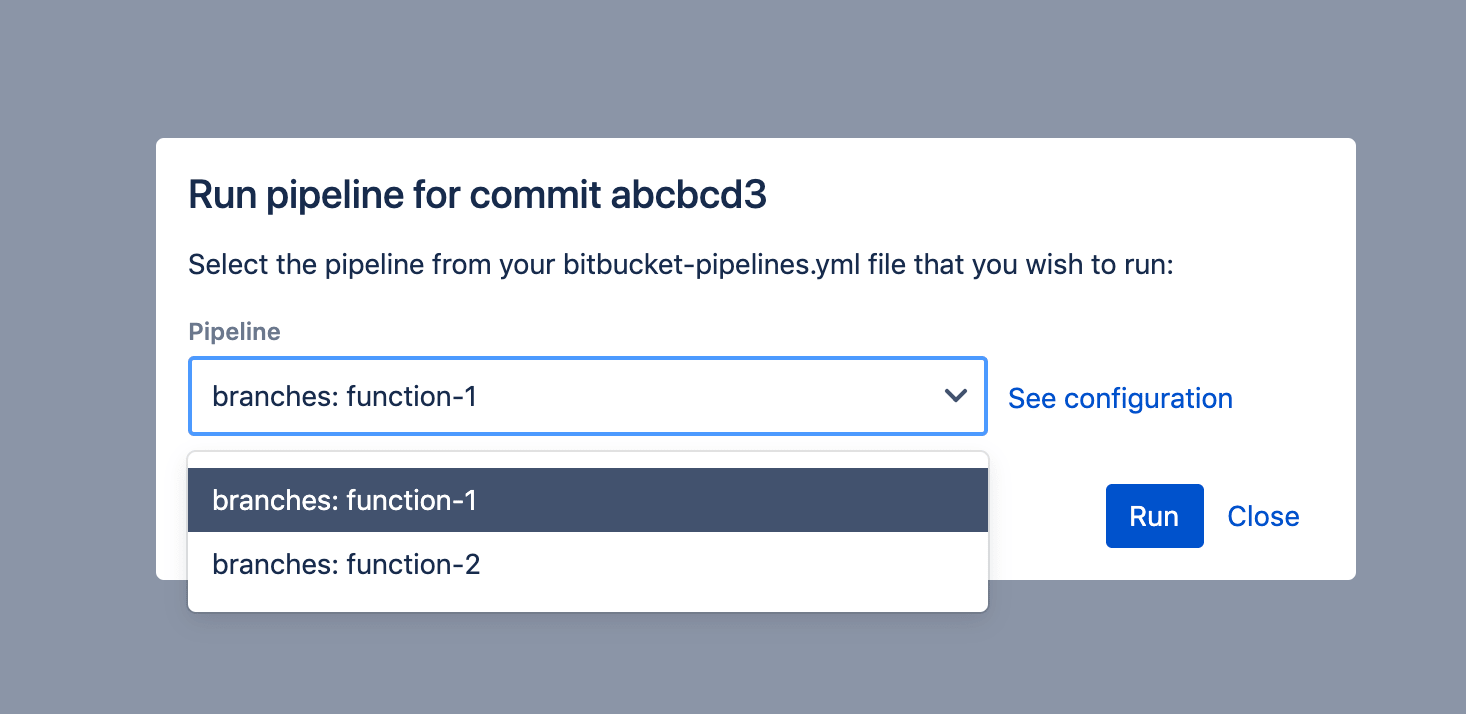 Run pipeline for commit abcbcd3
Select the pipeline from your bitbucket-pipelines.yml file that you wish to run:
Pipeline
branches: function-1
See configuration
branches: function-1
branches: function-2
Run
Close